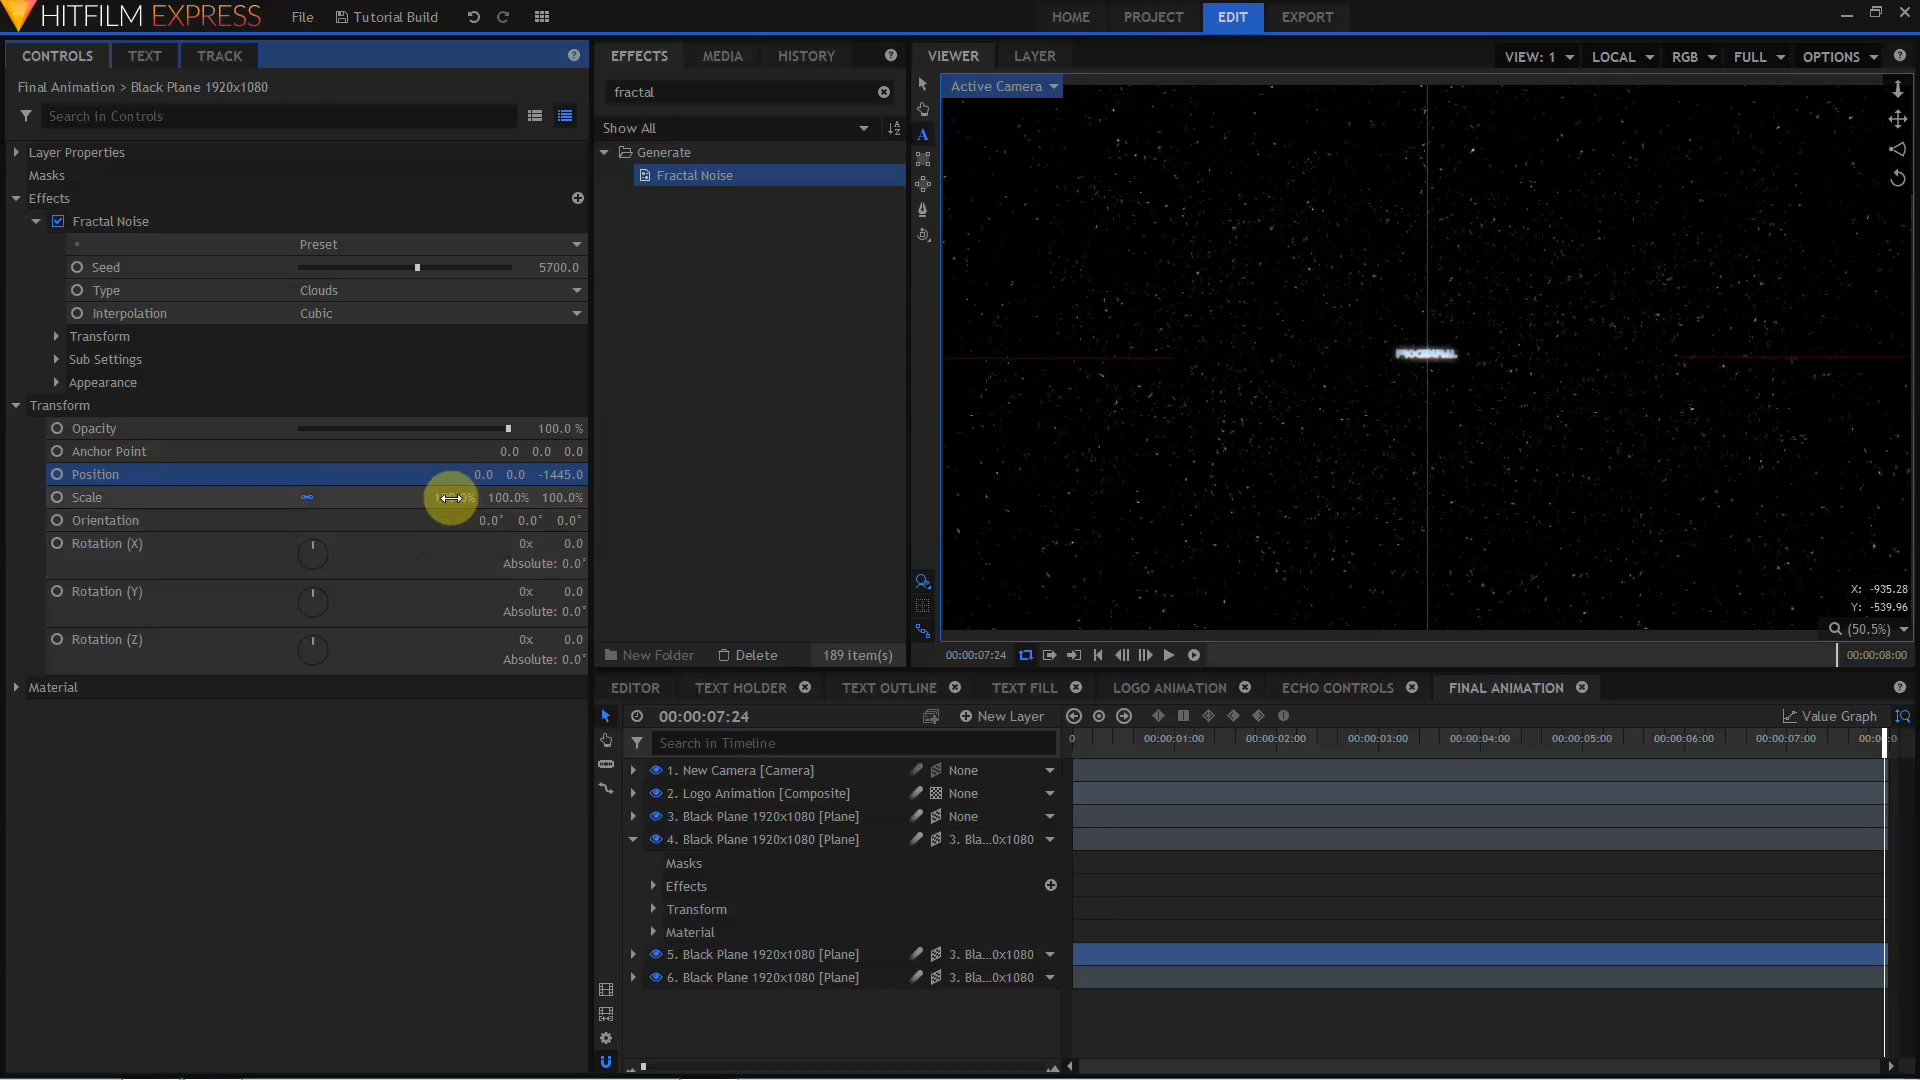 HITFILM EXPRESS
File
Tutorial Build
HOME
PROJECT
EDIT
EXPORT
CONTROLS
TEXT
TRACK
Final Animation > Black Plane 1920x1080
Search in Controls
Layer Properties
Masks
Effects
Fractal Noise
Preset
Seed 5700.0
Type Clouds
Interpolation Cubic
Transform
Sub Settings
Appearance
Transform
Opacity 100.0 %
Anchor Point 0.0 0.0 0.0
Position 0.0 0.0 -1445.0
Scale 100.0% 100.0%
Orientation 0.0° 0.0° 0.0°
Rotation (X) 0x 0.0
Absolute: 0.0°
Rotation (Y) 0x 0.0
Absolute: 0.0°
Rotation (Z) 0x 0.0
Absolute: 0.0°
Material
EFFECTS
MEDIA
HISTORY
fractal
Show All
Generate
Fractal Noise
New Folder
Delete
189 item(s)
VIEWER
LAYER
VIEW: 1
LOCAL
RGB
FULL
OPTIONS
Active Camera
X: -935.28
Y: -539.96
(50.5%)
00:00:07:24
00:00:08:00
EDITOR
TEXT HOLDER
TEXT OUTLINE
TEXT FILL
LOGO ANIMATION
ECHO CONTROLS
FINAL ANIMATION
00:00:07:24
New Layer
Value Graph
Search in Timeline
0
00:00:01:00
00:00:02:00
00:00:03:00
00:00:04:00
00:00:05:00
00:00:06:00
00:00:07:00
1. New Camera [Camera] None
2. Logo Animation [Composite] None
3. Black Plane 1920x1080 [Plane] None
4. Black Plane 1920x1080 [Plane] 3. Bla...0x1080
Masks
Effects
Transform
Material
5. Black Plane 1920x1080 [Plane] 3. Bla...0x1080
6. Black Plane 1920x1080 [Plane] 3. Bla...0x1080